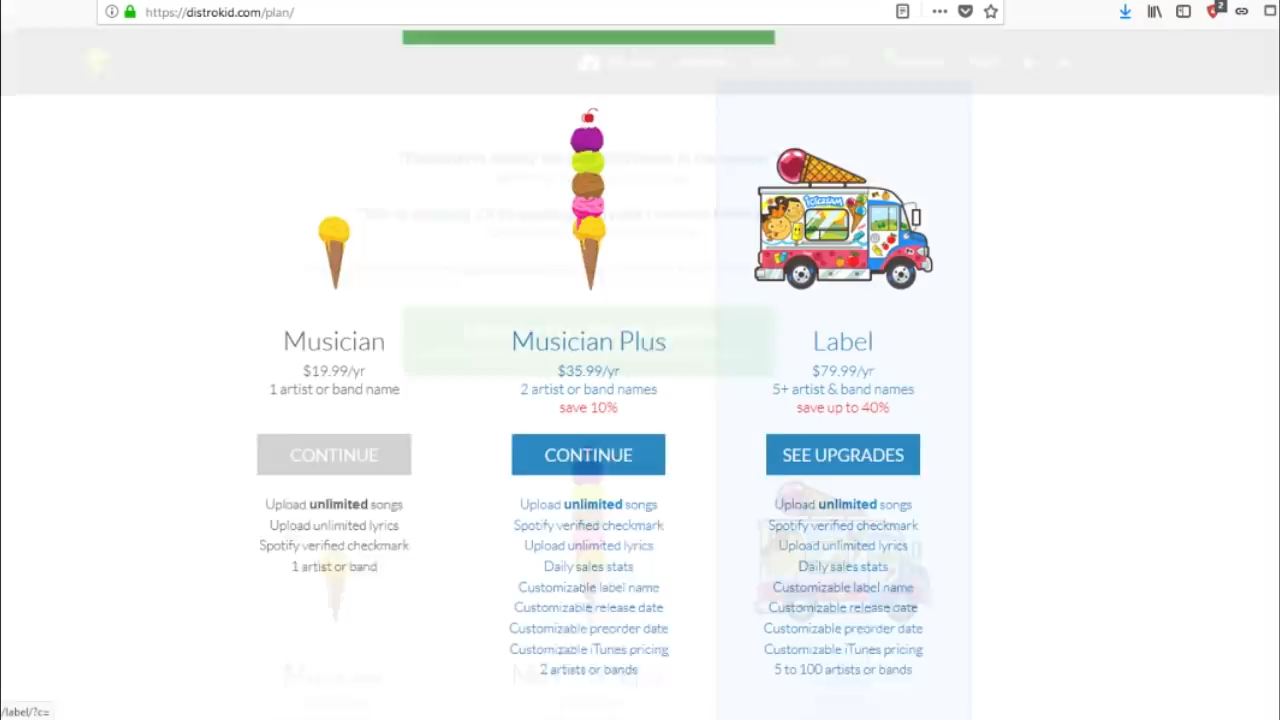 https://distrokid.com/plan/
2
ICECREAM
Musician
$19.99/yr
1 artist or band name
CONTINUE
Upload unlimited songs
Upload unlimited lyrics
Spotify verified checkmark
1 artist or band
Musician Plus
$35.99/yr
2 artist or band names
save 10%
CONTINUE
Upload unlimited songs
Spotify verified checkmark
Upload unlimited lyrics
Daily sales stats
Customizable label name
Customizable release date
Customizable preorder date
Customizable iTunes pricing
2 artists or bands
Label
$79.99/yr
5+ artist & band names
save up to 40%
SEE UPGRADES
Upload unlimited songs
Spotify verified checkmark
Upload unlimited lyrics
Daily sales stats
Customizable label name
Customizable release date
Customizable preorder date
Customizable iTunes pricing
5 to 100 artists or bands
/label/?c=